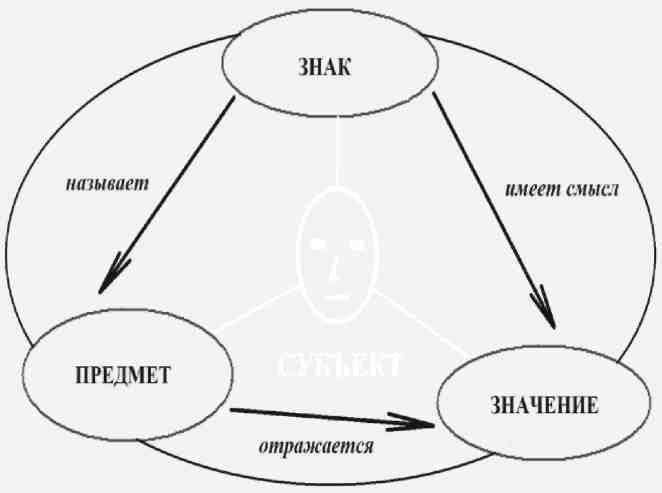 ЗНАК
называет
имеет смысл
СУБЪЕКТ
ПРЕДМЕТ
ЗНАЧЕНИЕ
отражается